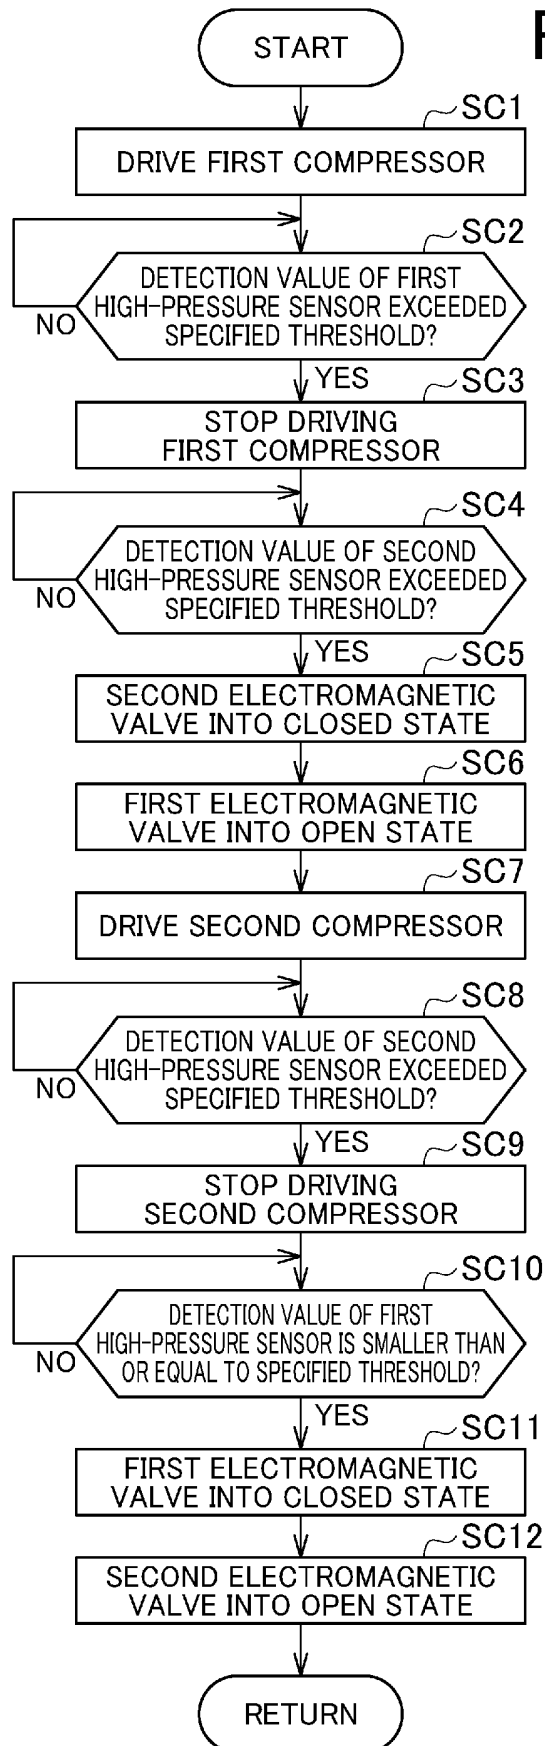 START
SC1
DRIVE FIRST COMPRESSOR
SC2
DETECTION VALUE OF FIRST
HIGH-PRESSURE SENSOR EXCEEDED
SPECIFIED THRESHOLD?
NO
YES
SC3
STOP DRIVING
FIRST COMPRESSOR
SC4
DETECTION VALUE OF SECOND
HIGH-PRESSURE SENSOR EXCEEDED
SPECIFIED THRESHOLD?
NO
YES
SC5
SECOND ELECTROMAGNETIC
VALVE INTO CLOSED STATE
SC6
FIRST ELECTROMAGNETIC
VALVE INTO OPEN STATE
SC7
DRIVE SECOND COMPRESSOR
SC8
DETECTION VALUE OF SECOND
HIGH-PRESSURE SENSOR EXCEEDED
SPECIFIED THRESHOLD?
NO
YES
SC9
STOP DRIVING
SECOND COMPRESSOR
SC10
DETECTION VALUE OF FIRST
HIGH-PRESSURE SENSOR IS SMALLER THAN
OR EQUAL TO SPECIFIED THRESHOLD?
NO
YES
SC11
FIRST ELECTROMAGNETIC
VALVE INTO CLOSED STATE
SC12
SECOND ELECTROMAGNETIC
VALVE INTO OPEN STATE
RETURN